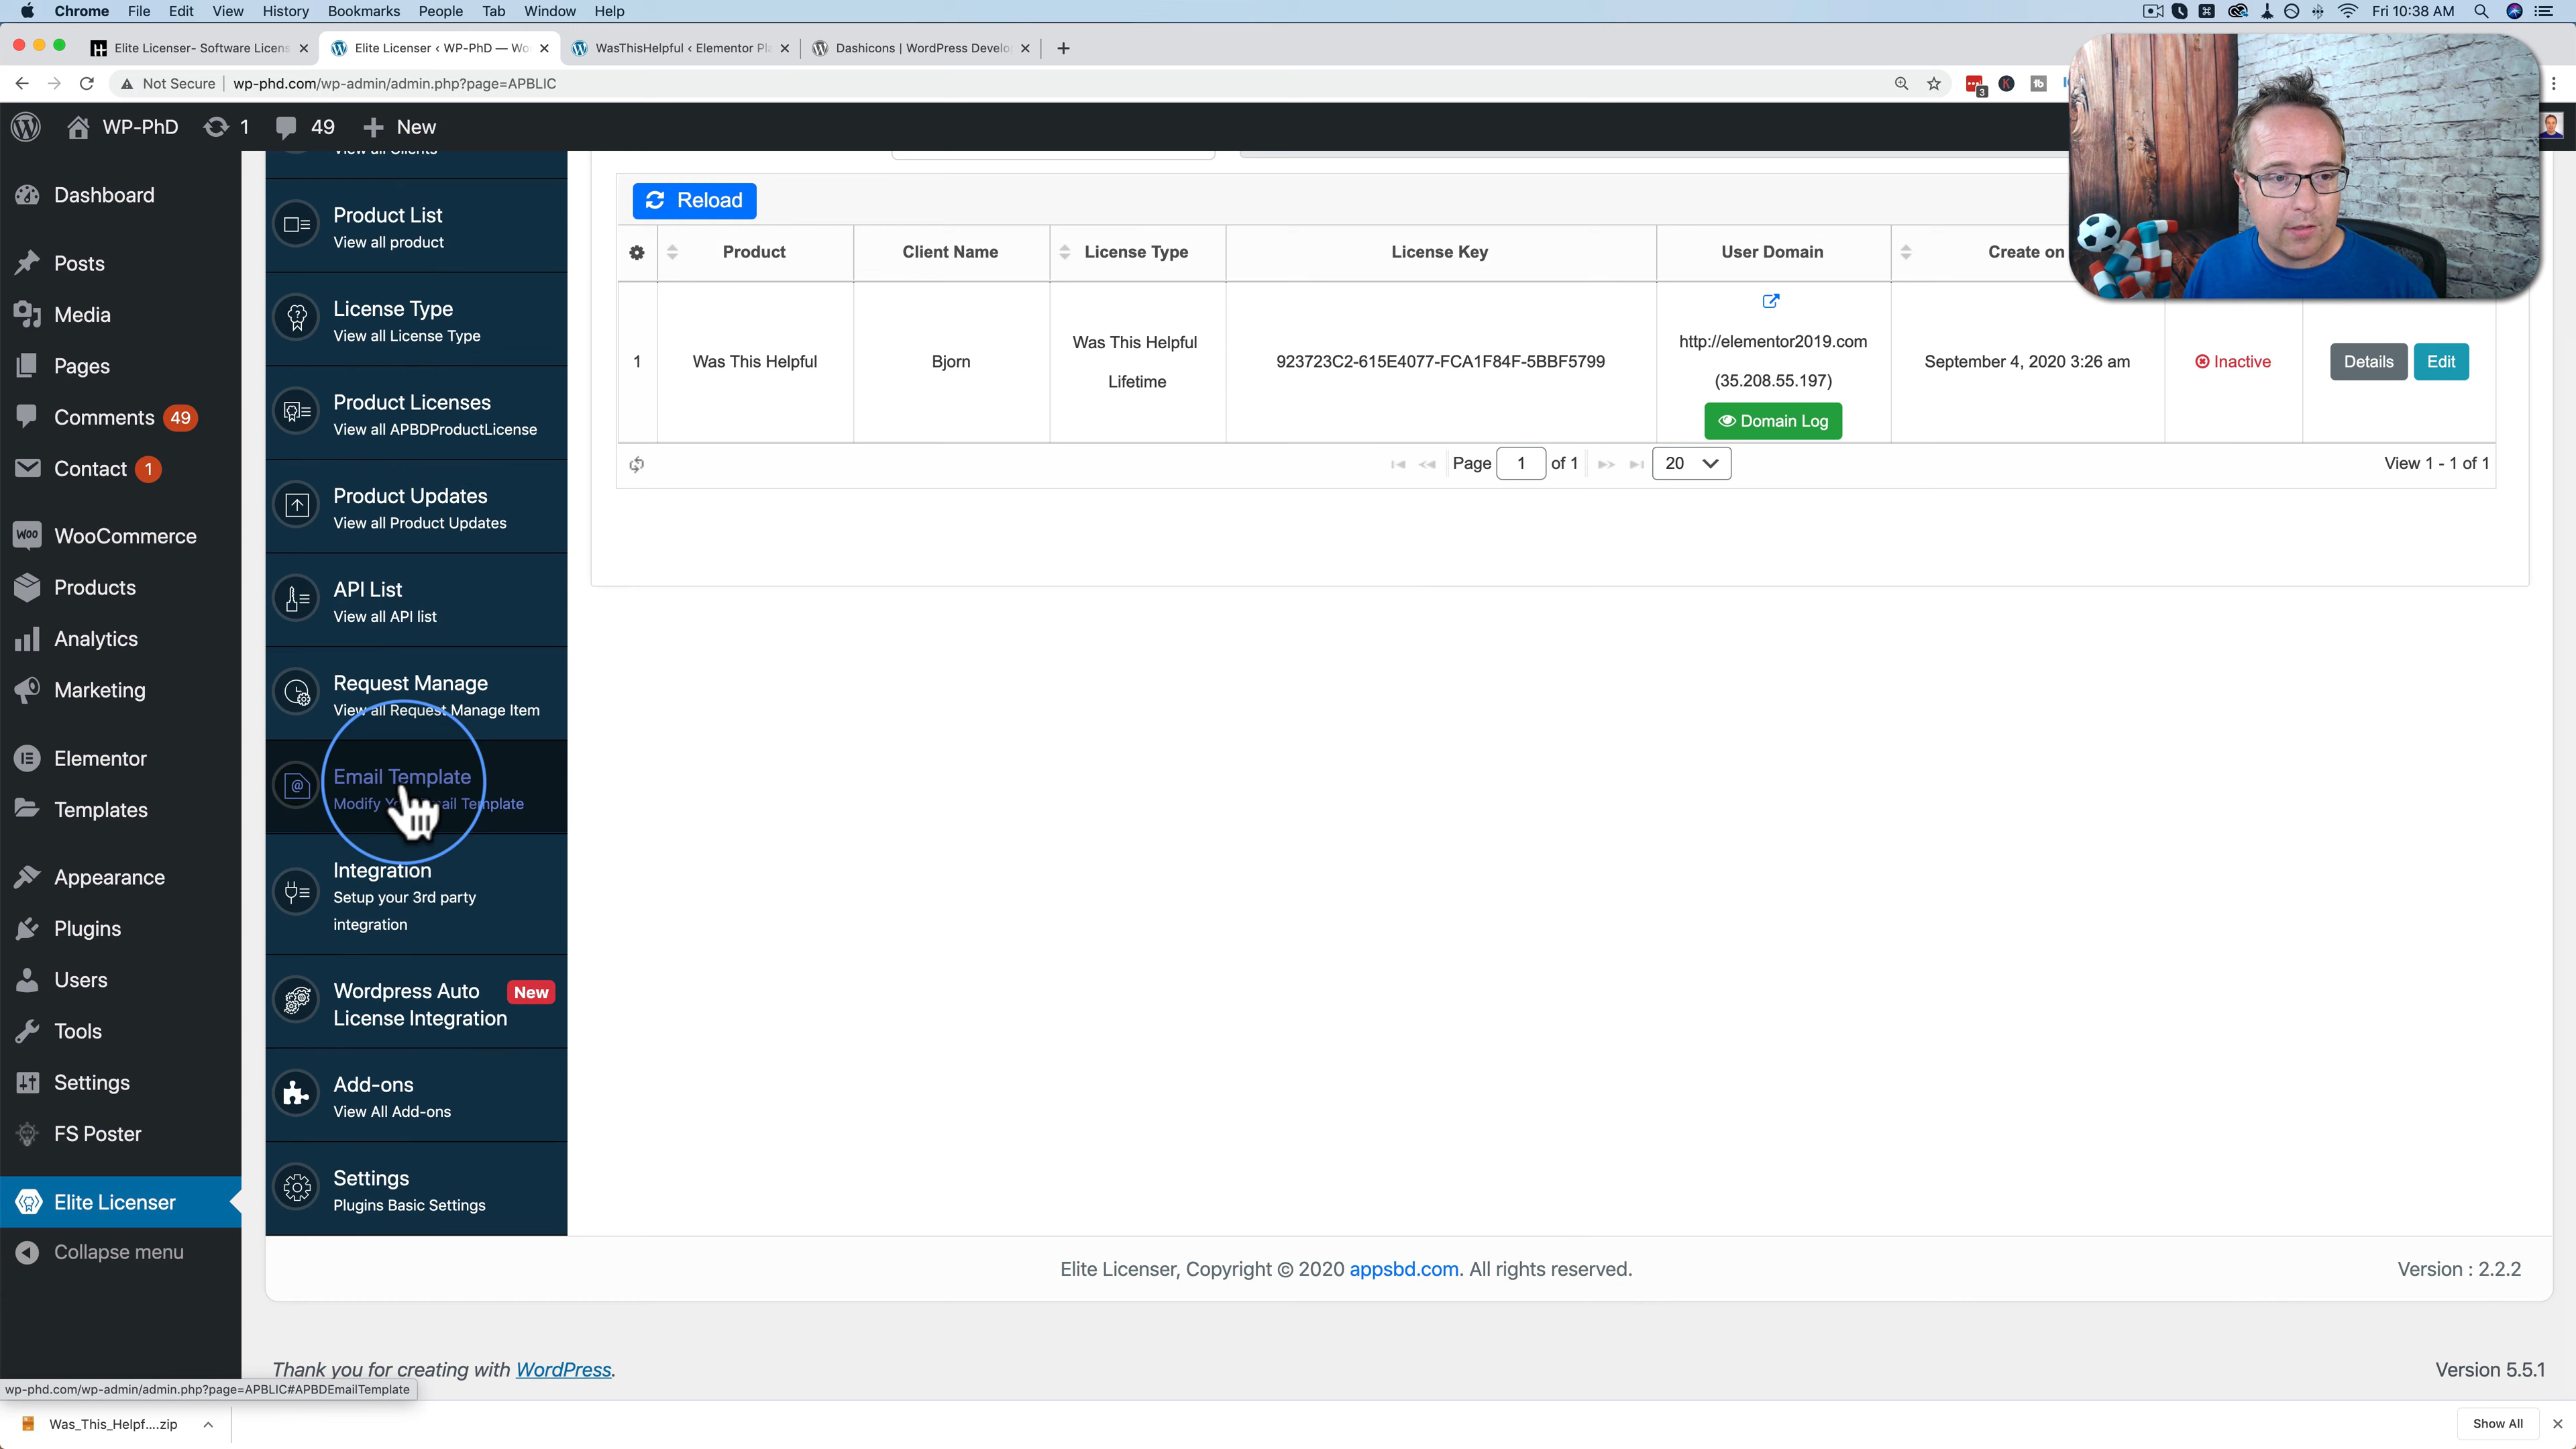 Chrome File Edit View History Bookmarks People Tab Window Help
Fri 10:38 AM
Elite Licenser- Software Licens
Elite Licenser ‹ WP-PhD — Wo
WasThisHelpful ‹ Elementor Pl
Dashicons | WordPress Develo
Not Secure wp-phd.com/wp-admin/admin.php?page=APBLIC
3
WP-PhD 1 49 New
Dashboard
Posts
Media
Pages
Comments 49
Contact 1
WooCommerce
Products
Analytics
Marketing
Elementor
Templates
Appearance
Plugins
Users
Tools
Settings
FS Poster
Elite Licenser
Collapse menu
View all Clients
Product List
View all product
License Type
View all License Type
Product Licenses
View all APBDProductLicense
Product Updates
View all Product Updates
API List
View all API list
Request Manage
View all Request Manage Item
Email Template
Modify Email Template
Integration
Setup your 3rd party
integration
Wordpress Auto New
License Integration
Add-ons
View All Add-ons
Settings
Plugins Basic Settings
Reload
Product Client Name License Type License Key User Domain Create on
1 Was This Helpful Bjorn Was This Helpful
Lifetime
923723C2-615E4077-FCA1F84F-5BBF5799
http://elementor2019.com
(35.208.55.197)
Domain Log
September 4, 2020 3:26 am Inactive Details Edit
Page 1 of 1 20 View 1 - 1 of 1
Elite Licenser, Copyright © 2020 appsbd.com. All rights reserved. Version : 2.2.2
Thank you for creating with WordPress. Version 5.5.1
wp-phd.com/wp-admin/admin.php?page=APBLIC#APBDEmailTemplate
Was_This_Helpf....zip Show All